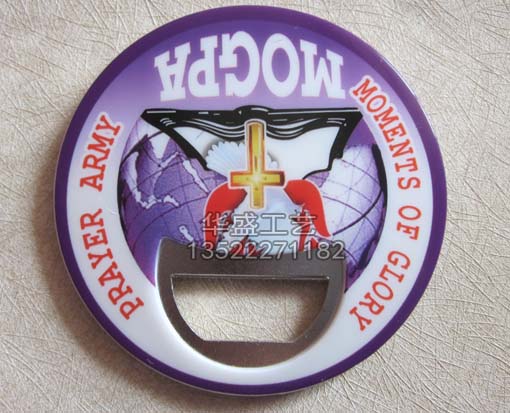 MOGPA
PRAYER ARMY
MOMENTS OF GLORY
华盛工艺
13522271182